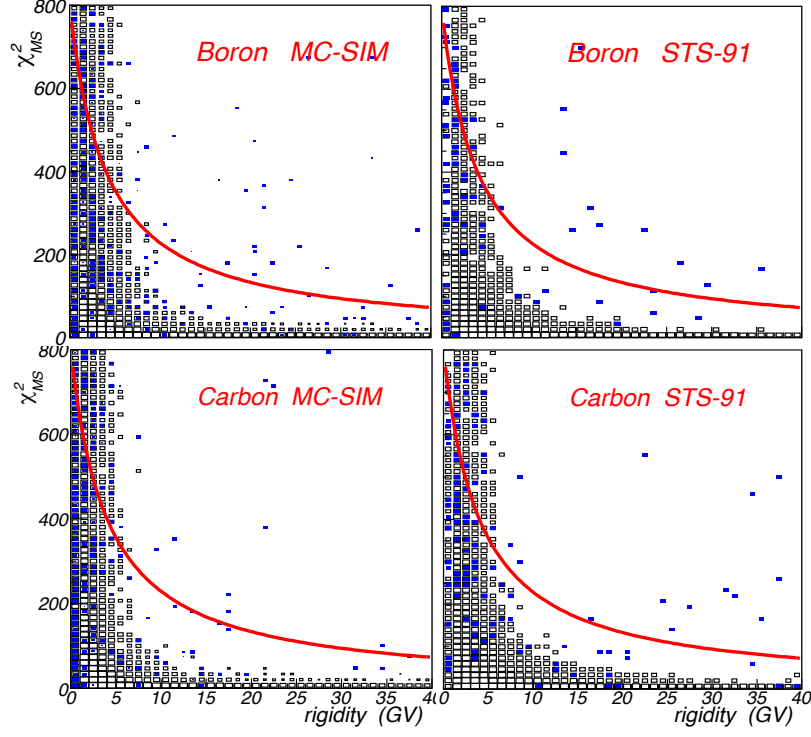 χ²MS
800
600
400
200
0
Boron MC-SIM
Boron STS-91
χ²MS
800
600
400
200
0
Carbon MC-SIM
Carbon STS-91
0 5 10 15 20 25 30 35 40
0 5 10 15 20 25 30 35 40
rigidity (GV)
rigidity (GV)